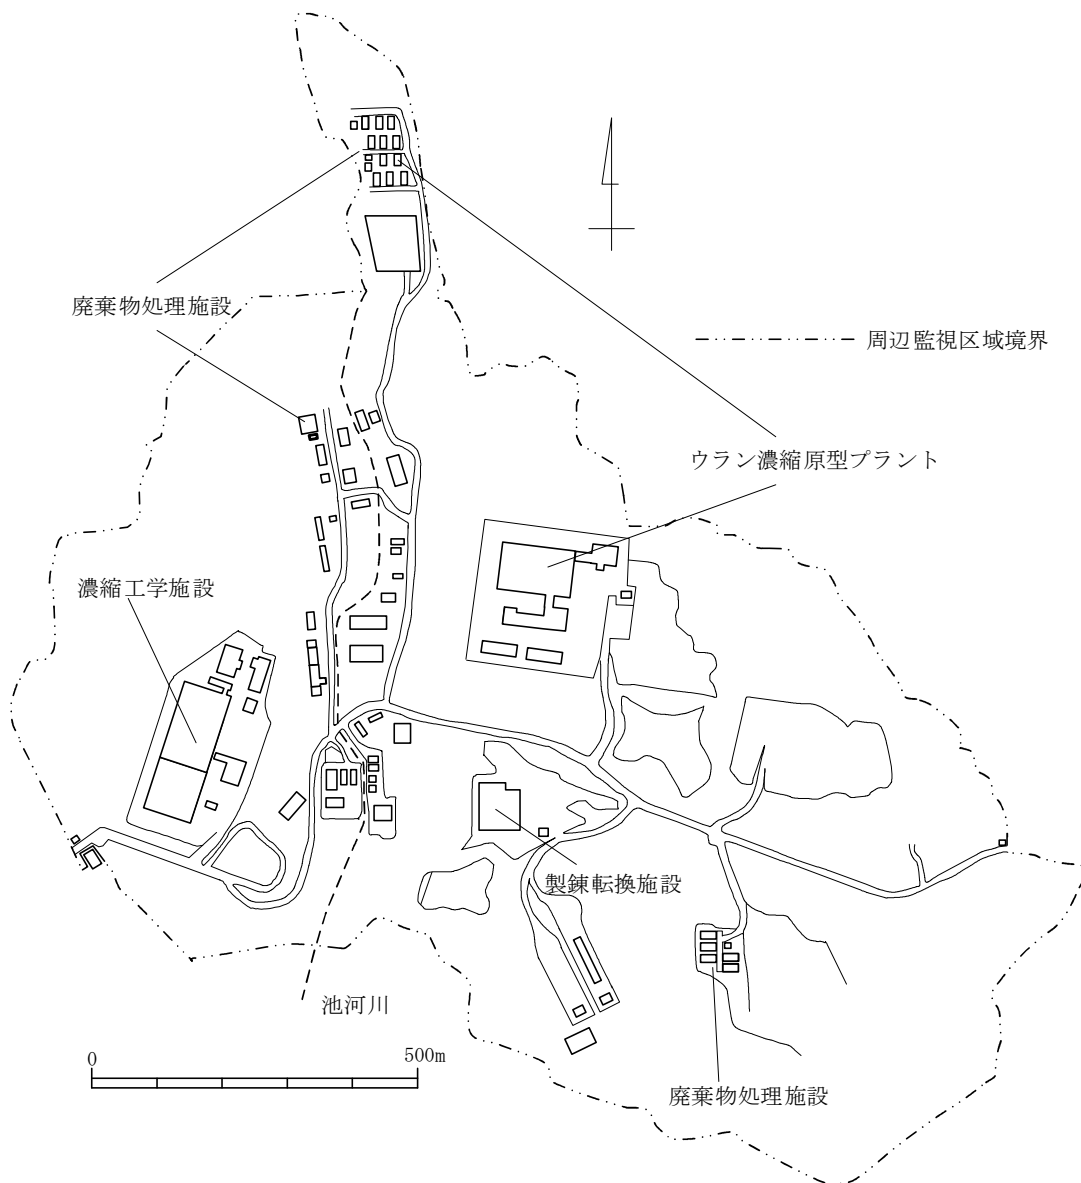 廃棄物処理施設
周辺監視区域境界
ウラン濃縮原型プラント
濃縮工学施設
製錬転換施設
池河川
0
500m
廃棄物処理施設